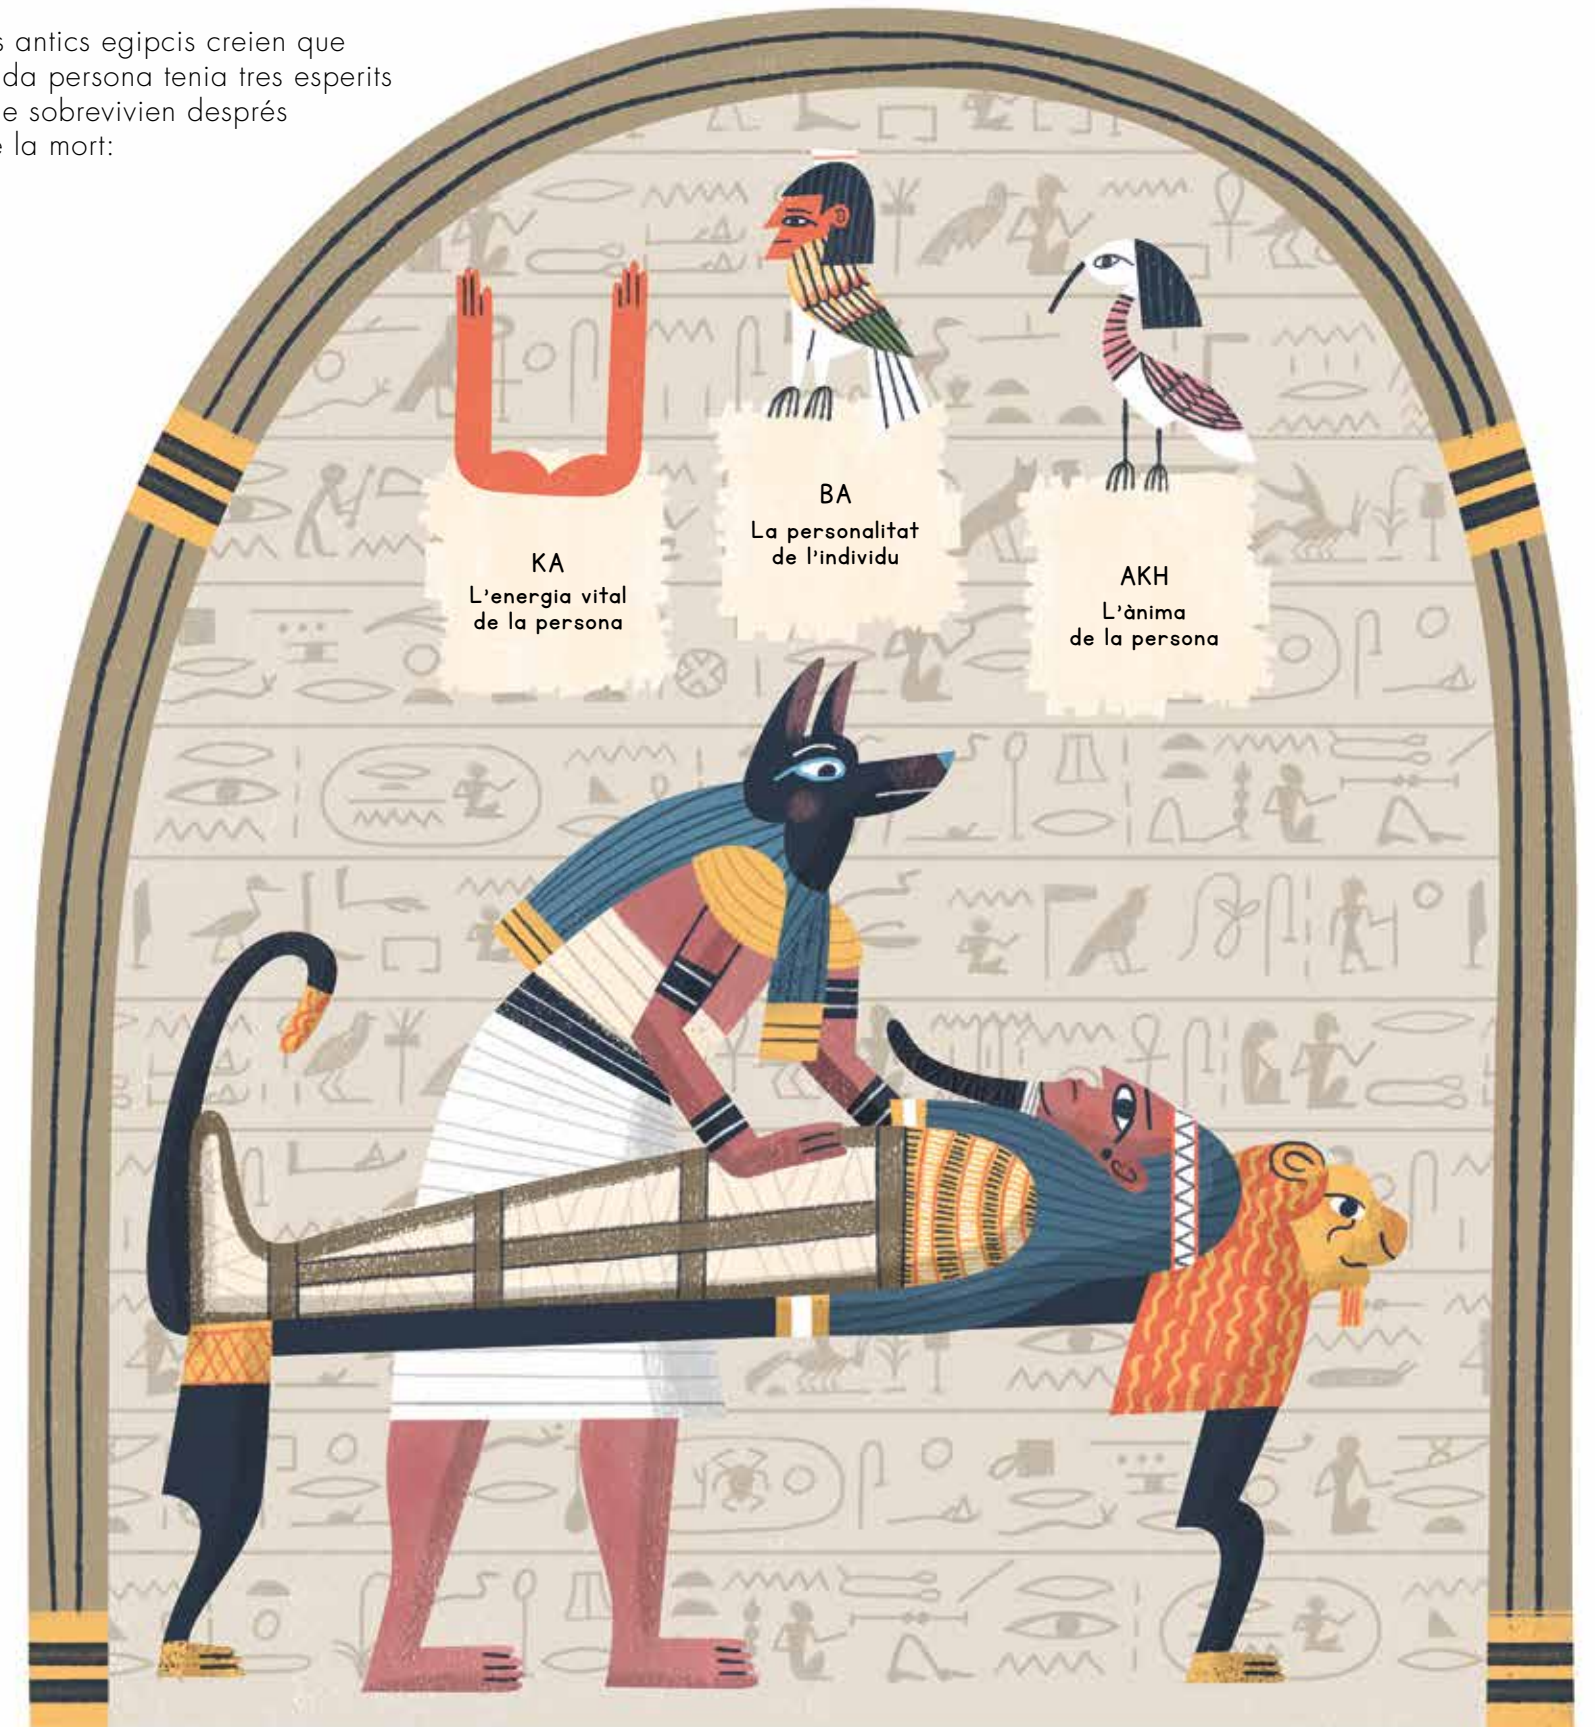 s antics egipcis creien que
da persona tenia tres esperits
e sobrevivien després
la mort:
KA
L'energia vital
de la persona
BA
La personalitat
de l'individu
AKH
L'ànima
de la persona